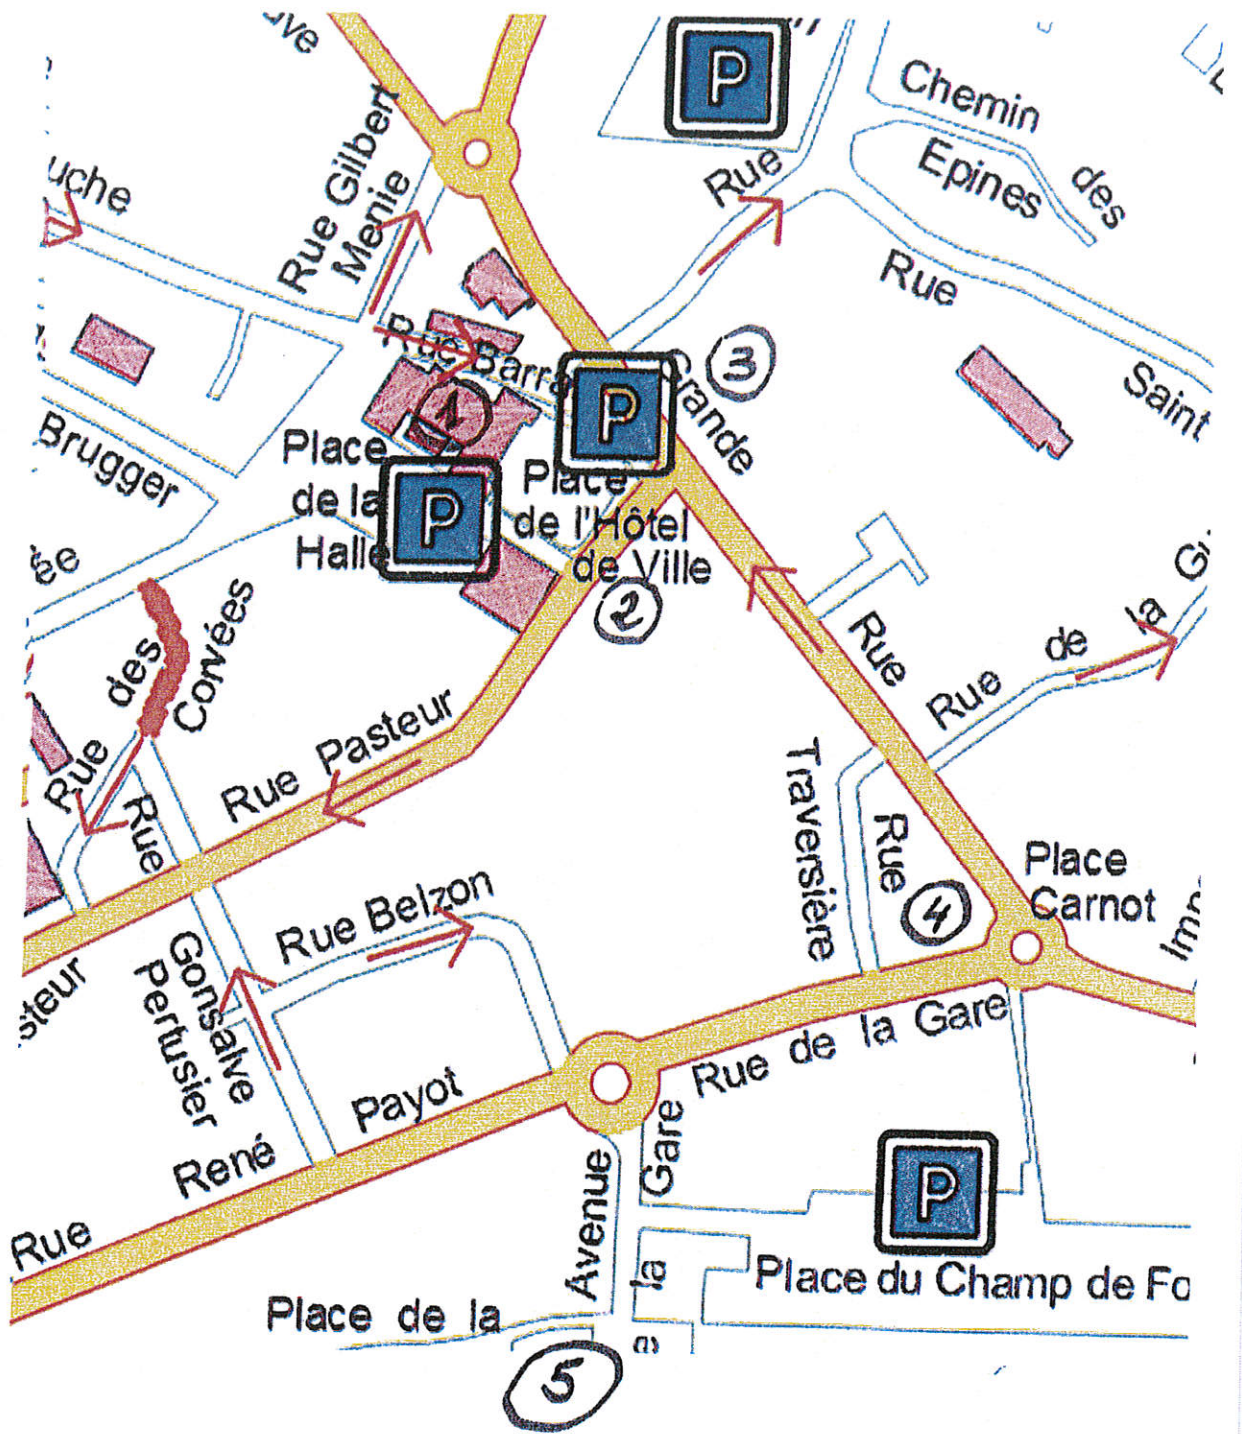 P
Chemin
des
Epines
uche
Rue Gilbert
Menie
Rue
Rue
Saint
Rue Barra
3
P
Grande
1
Brugger
Place
de la
Halle
P
Place
de l'Hôtel
de Ville
2
ée
Rue
des
Corvées
Rue Pasteur
Rue
Rue de la
Traversière
Rue
4
Place
Carnot
Rue
Gonsalve
Pertusier
Rue Belzon
steur
Rue de la Gare
Rue René Payot
Avenue
Gare
la
P
Place du Champ de Fo
Place de la
5